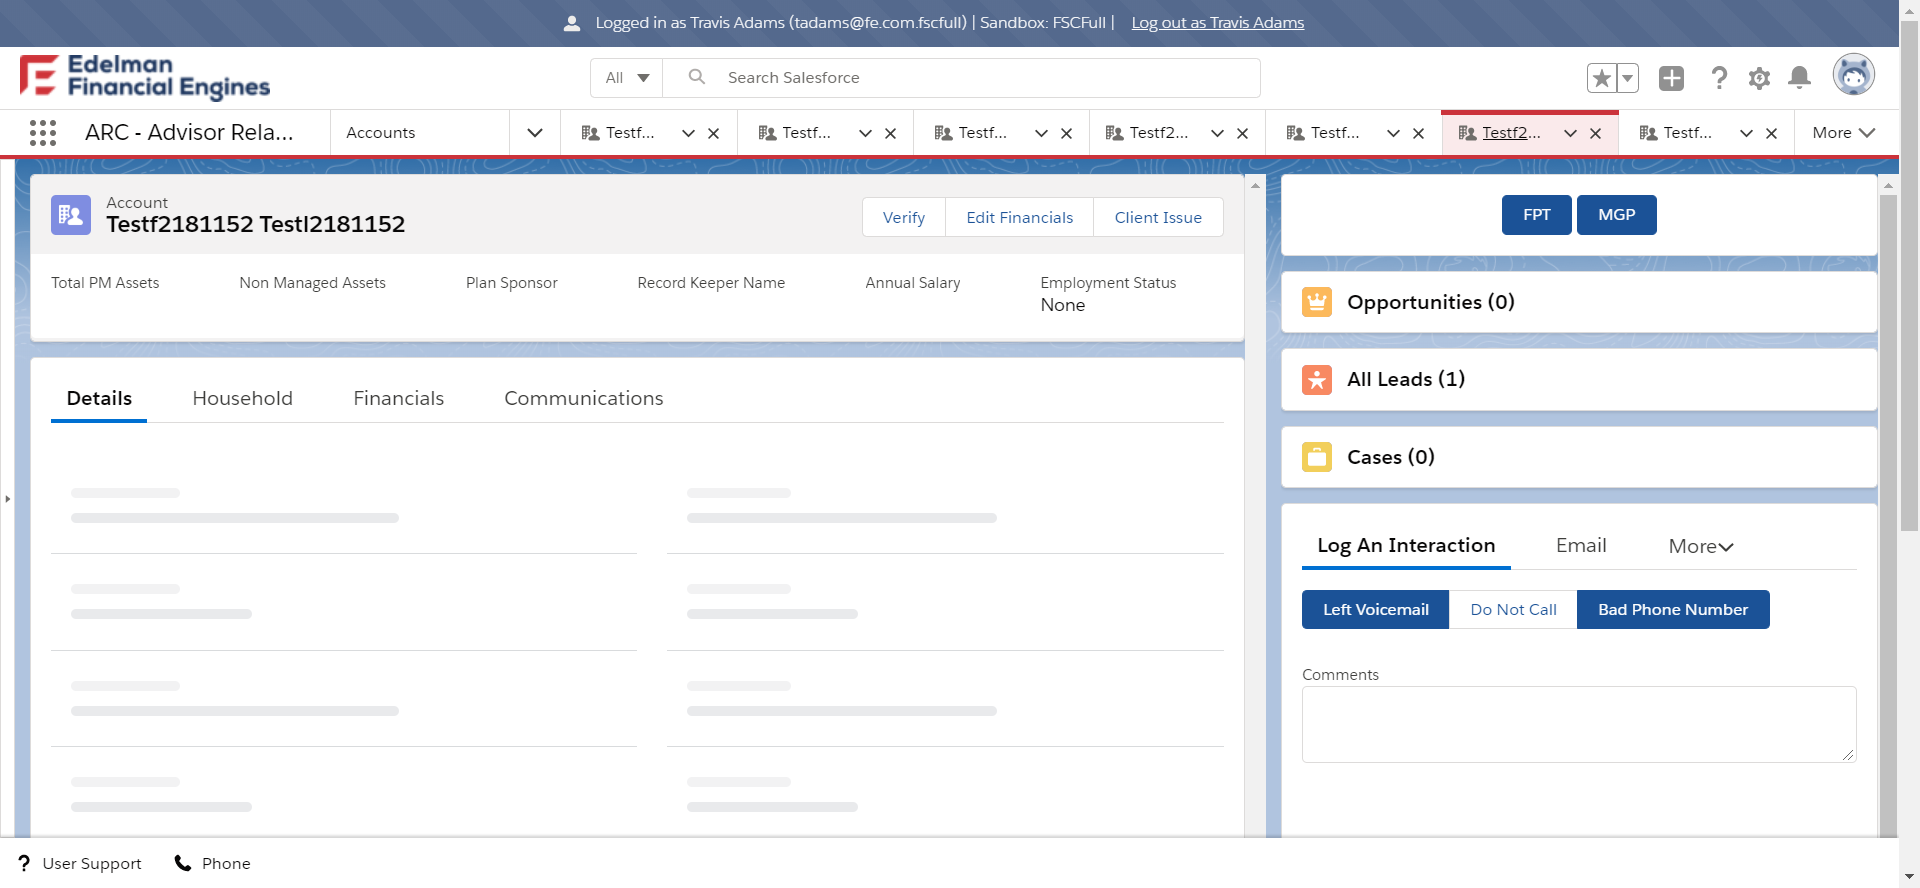 Logged in as Travis Adams (tadams@fe.com.fscfull) | Sandbox: FSCFull | Log out as Travis Adams
Edelman
Financial Engines
All
Search Salesforce
ARC - Advisor Rela...
Accounts
Testf...
Testf...
Testf...
Testf2...
Testf...
Testf2...
Testf...
More
Account
Testf2181152 Testl2181152
Verify
Edit Financials
Client Issue
Total PM Assets
Non Managed Assets
Plan Sponsor
Record Keeper Name
Annual Salary
Employment Status
None
Details
Household
Financials
Communications
FPT
MGP
Opportunities (0)
All Leads (1)
Cases (0)
Log An Interaction
Email
More
Left Voicemail
Do Not Call
Bad Phone Number
Comments
? User Support
Phone